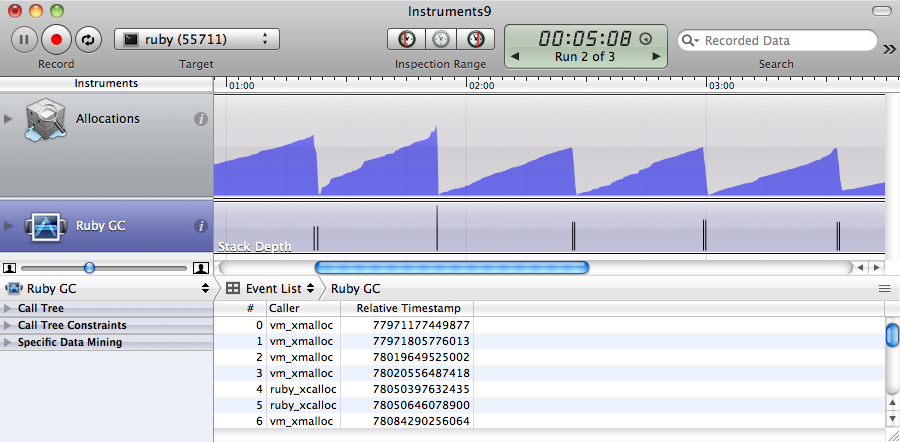 Instruments9
ruby (55711)
00:05:08
Run 2 of 3
Recorded Data
Record
Target
Inspection Range
Search
Instruments
01:00
02:00
03:00
Allocations
Ruby GC
Stack Depth
Ruby GC
Event List
Ruby GC
Call Tree
Call Tree Constraints
Specific Data Mining
# Caller Relative Timestamp
0 vm_xmalloc 77971177449877
1 vm_xmalloc 77971805776013
2 vm_xmalloc 78019649525002
3 vm_xmalloc 78020556487418
4 ruby_xcalloc 78050397632435
5 ruby_xcalloc 78050646078900
6 vm_xmalloc 78084290256064